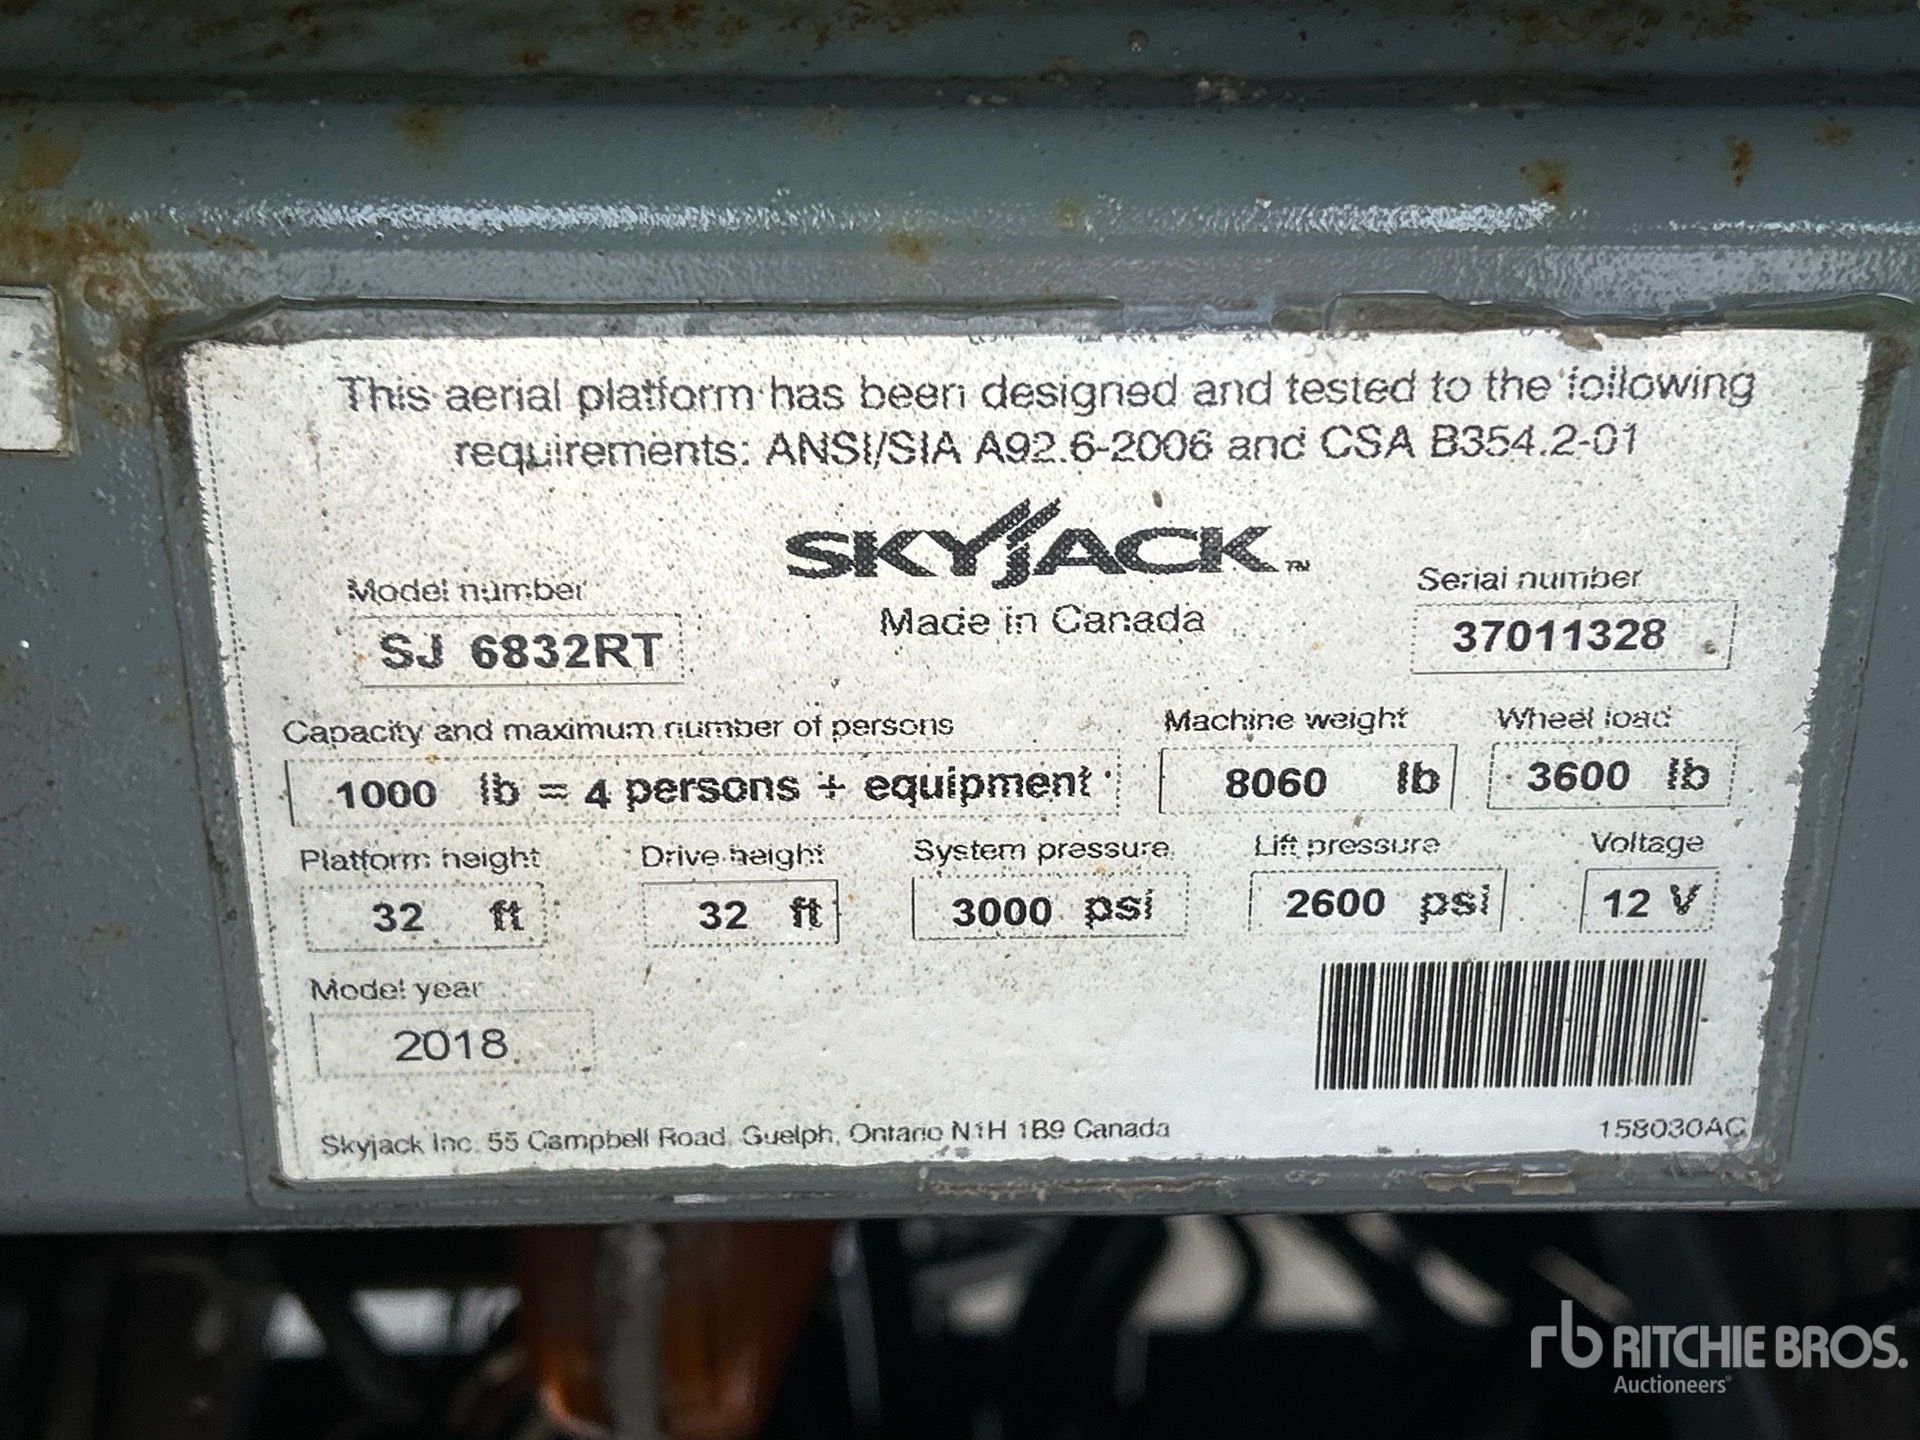 This aerial platform has been designed and tested to the following
requirements: ANSI/SIA A92.6-2006 and CSA B354.2-01
SKYJACK™
Made in Canada
Model number
SJ 6832RT
Serial number
37011328
Capacity and maximum number of persons
1000 lb = 4 persons + equipment
Machine weight
8060 lb
Wheel load
3600 lb
Platform height
32 ft
Drive height
32 ft
System pressure
3000 psi
Lift pressure
2600 psi
Voltage
12 V
Model year
2018
Skyjack Inc. 55 Campbell Road, Guelph, Ontario N1H 1B9 Canada
158030AC
rb RITCHIE BROS.
Auctioneers®